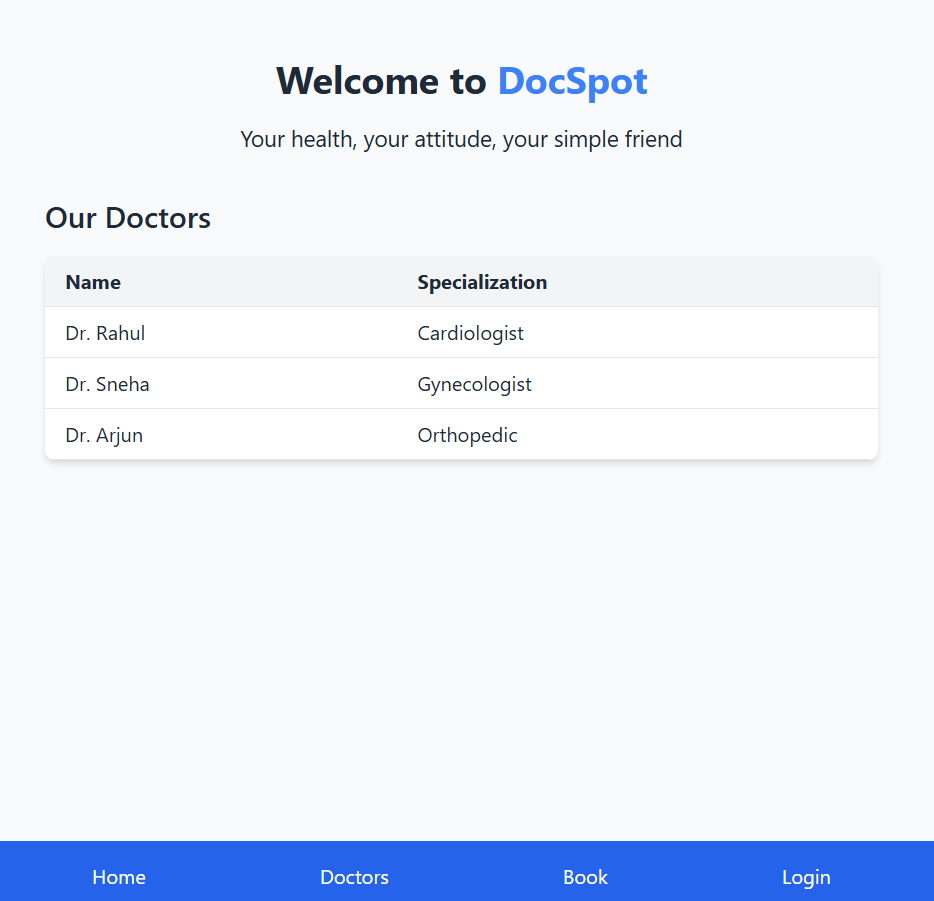 Welcome to DocSpot
Your health, your attitude, your simple friend
Our Doctors
Name Specialization
Dr. Rahul Cardiologist
Dr. Sneha Gynecologist
Dr. Arjun Orthopedic
Home Doctors Book Login